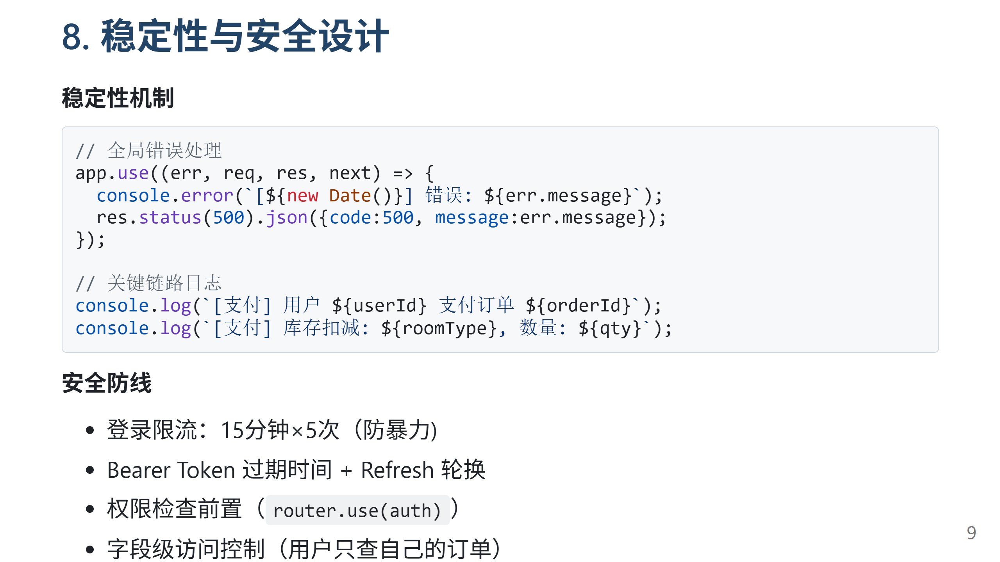 8. 稳定性与安全设计
稳定性机制
// 全局错误处理
app.use((err, req, res, next) => {
  console.error(`[${new Date()}] 错误: ${err.message}`);
  res.status(500).json({code:500, message:err.message});
});
// 关键链路日志
console.log(`[支付] 用户 ${userId} 支付订单 ${orderId}`);
console.log(`[支付] 库存扣减: ${roomType}, 数量: ${qty}`);
安全防线
• 登录限流：15分钟×5次（防暴力)
• Bearer Token 过期时间 + Refresh 轮换
• 权限检查前置（router.use(auth)）
• 字段级访问控制（用户只查自己的订单）
9